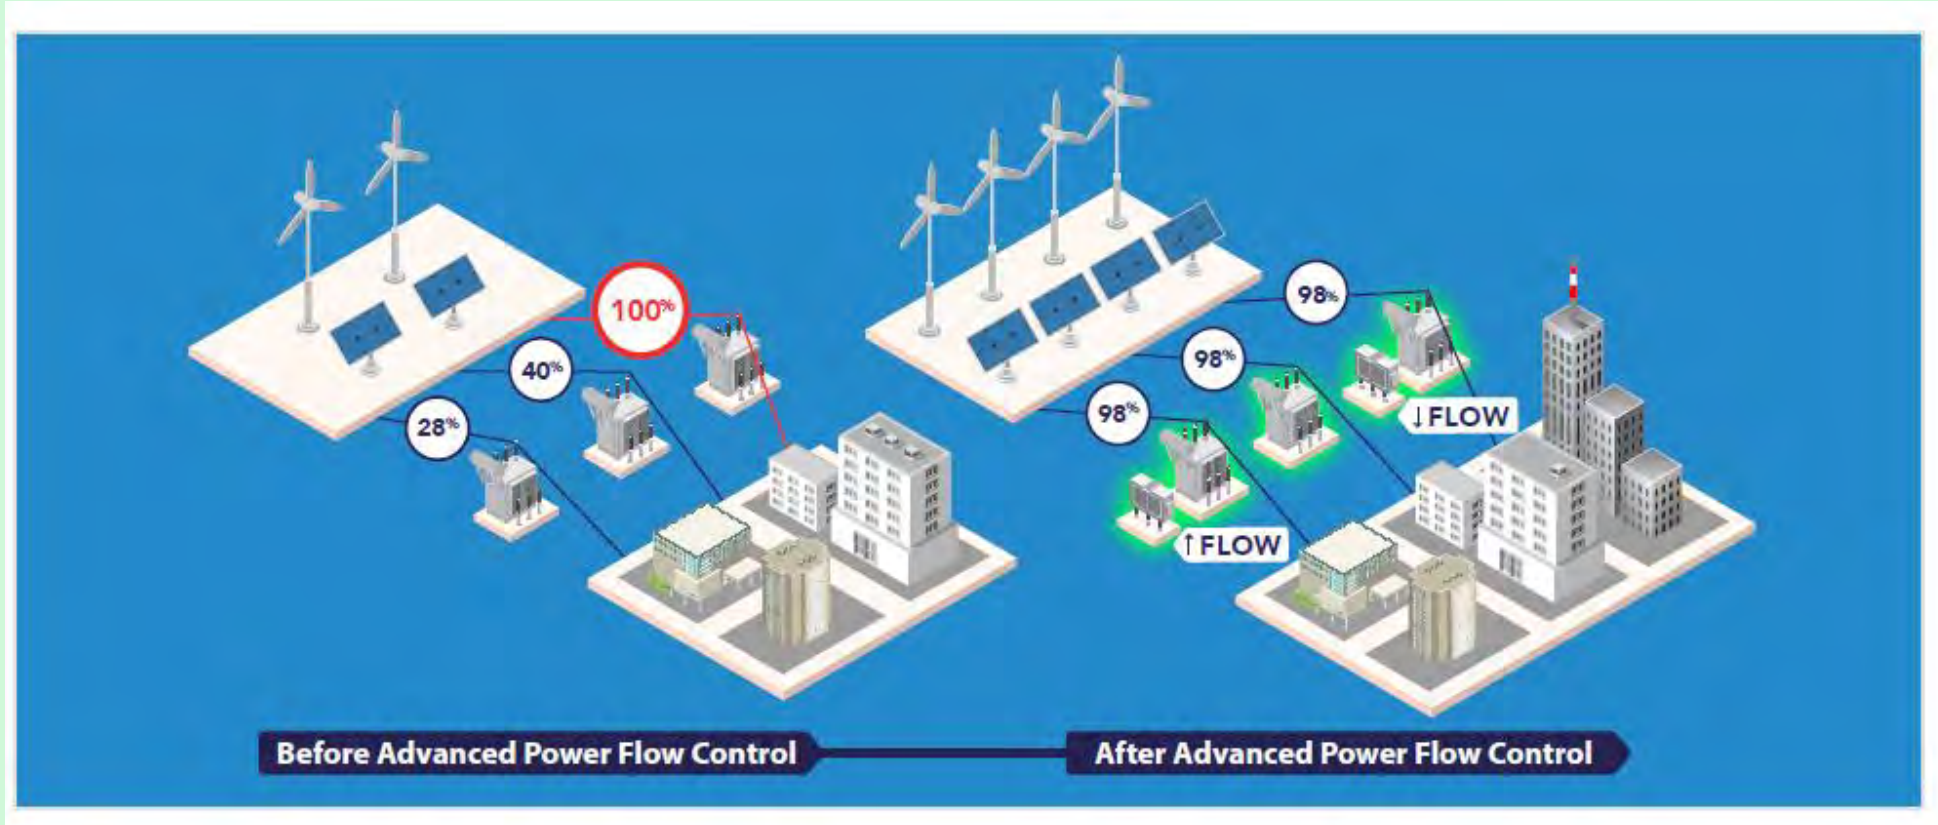 100%
40%
28%
98%
98%
98%
↓FLOW
↑FLOW
Before Advanced Power Flow Control
After Advanced Power Flow Control